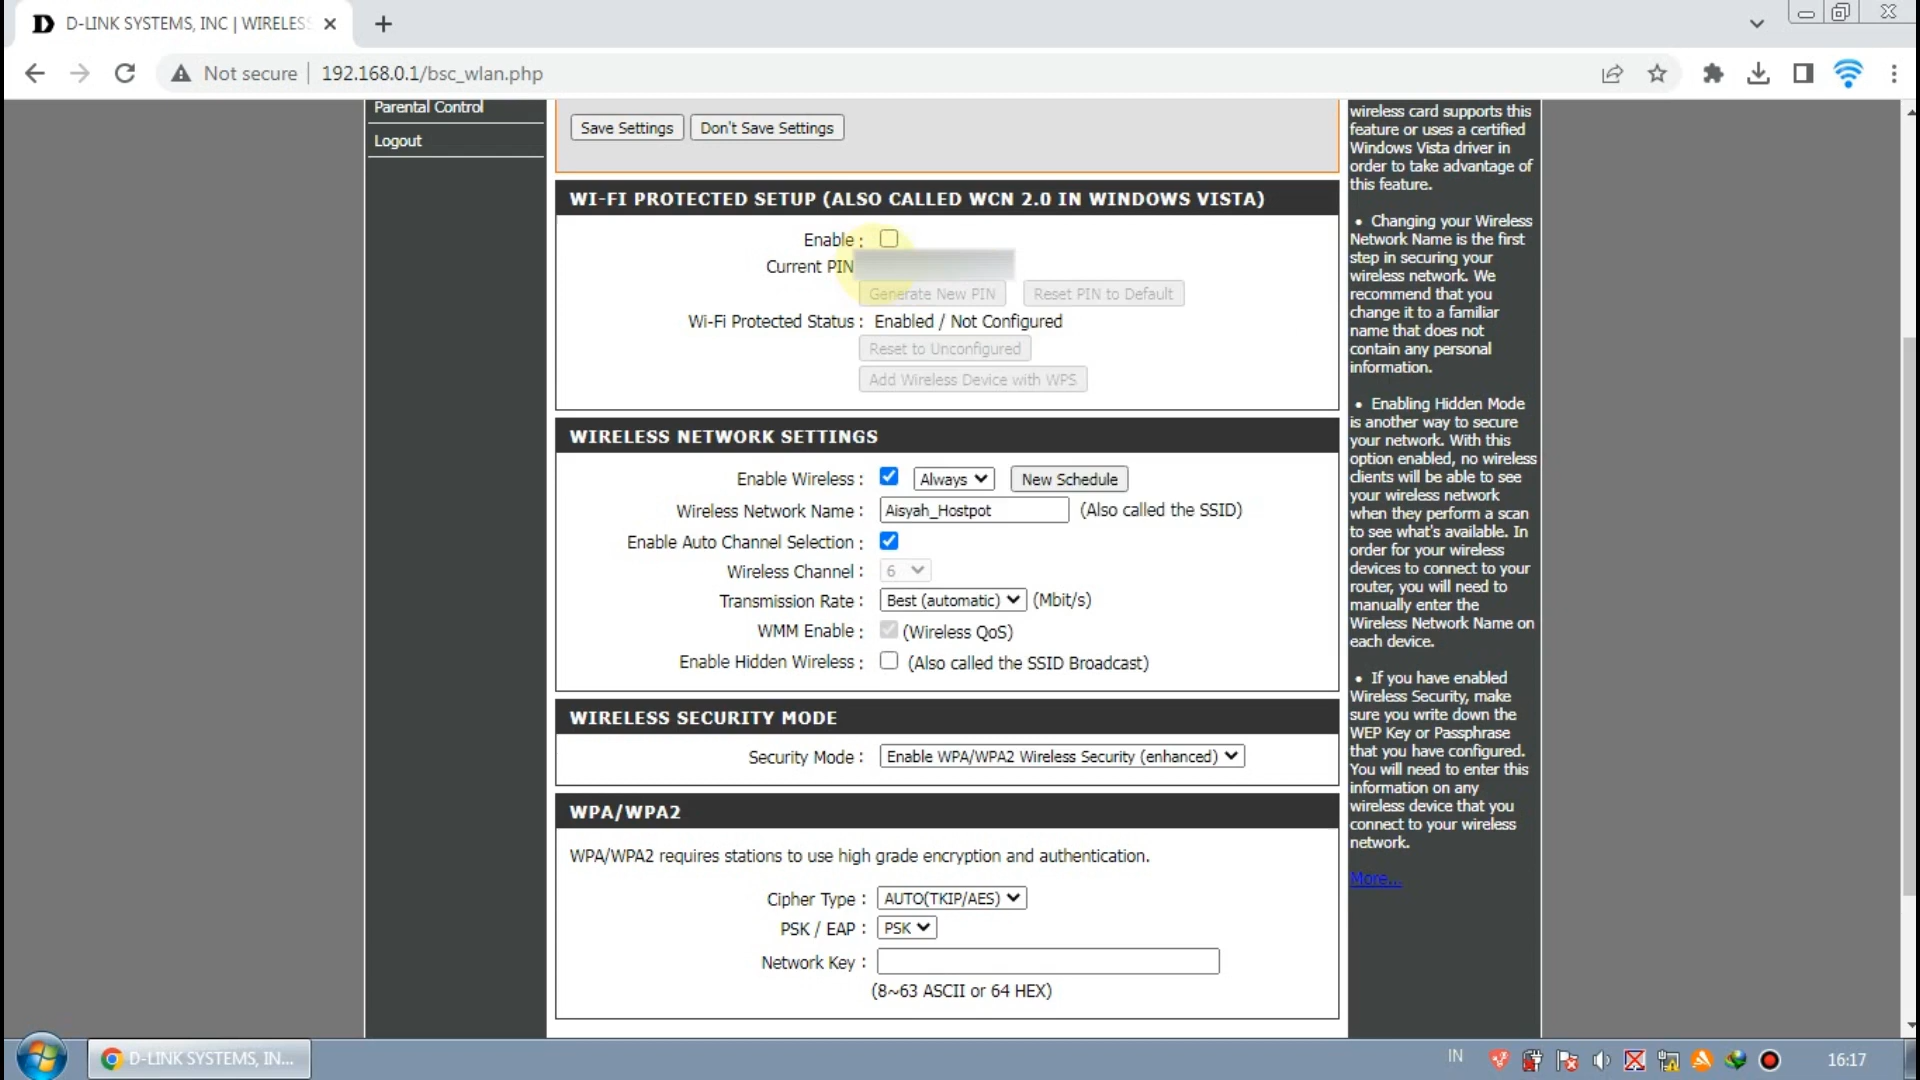 D-LINK SYSTEMS, INC | WIRELES
Not secure
192.168.0.1/bsc_wlan.php
Parental Control
Logout
Save Settings
Don't Save Settings
WI-FI PROTECTED SETUP (ALSO CALLED WCN 2.0 IN WINDOWS VISTA)
Enable :
Current PIN
Generate New PIN
Reset PIN to Default
Wi-Fi Protected Status : Enabled / Not Configured
Reset to Unconfigured
Add Wireless Device with WPS
WIRELESS NETWORK SETTINGS
Enable Wireless : Always New Schedule
Wireless Network Name : Aisyah_Hostpot (Also called the SSID)
Enable Auto Channel Selection :
Wireless Channel : 6
Transmission Rate : Best (automatic) (Mbit/s)
WMM Enable : (Wireless QoS)
Enable Hidden Wireless : (Also called the SSID Broadcast)
WIRELESS SECURITY MODE
Security Mode : Enable WPA/WPA2 Wireless Security (enhanced)
WPA/WPA2
WPA/WPA2 requires stations to use high grade encryption and authentication.
Cipher Type : AUTO(TKIP/AES)
PSK / EAP : PSK
Network Key :
(8~63 ASCII or 64 HEX)
wireless card supports this
feature or uses a certified
Windows Vista driver in
order to take advantage of
this feature.
• Changing your Wireless
Network Name is the first
step in securing your
wireless network. We
recommend that you
change it to a familiar
name that does not
contain any personal
information.
• Enabling Hidden Mode
is another way to secure
your network. With this
option enabled, no wireless
clients will be able to see
your wireless network
when they perform a scan
to see what's available. In
order for your wireless
devices to connect to your
router, you will need to
manually enter the
Wireless Network Name on
each device.
• If you have enabled
Wireless Security, make
sure you write down the
WEP Key or Passphrase
that you have configured.
You will need to enter this
information on any
wireless device that you
connect to your wireless
network.
More...
D-LINK SYSTEMS, IN...
IN
16:17